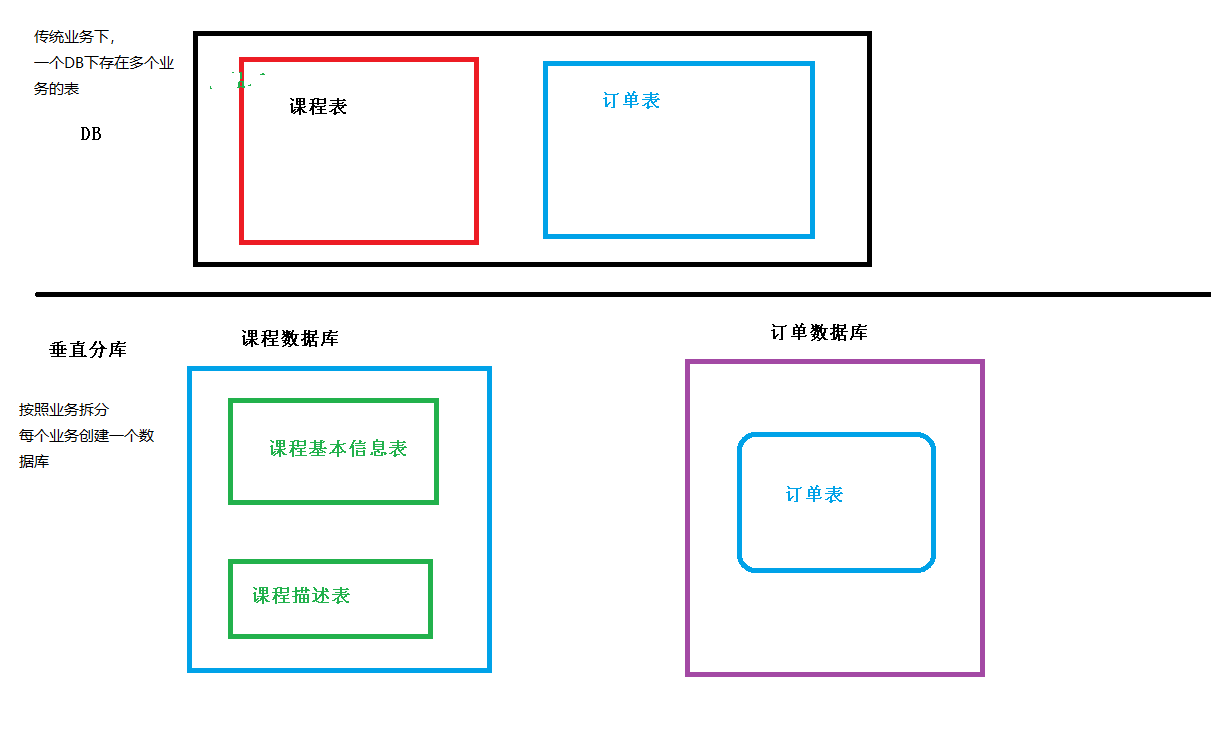 传统业务下,
一个DB下存在多个业
务的表
DB
课程表
订单表
垂直分库
课程数据库
订单数据库
按照业务拆分
每个业务创建一个数
据库
课程基本信息表
课程描述表
订单表